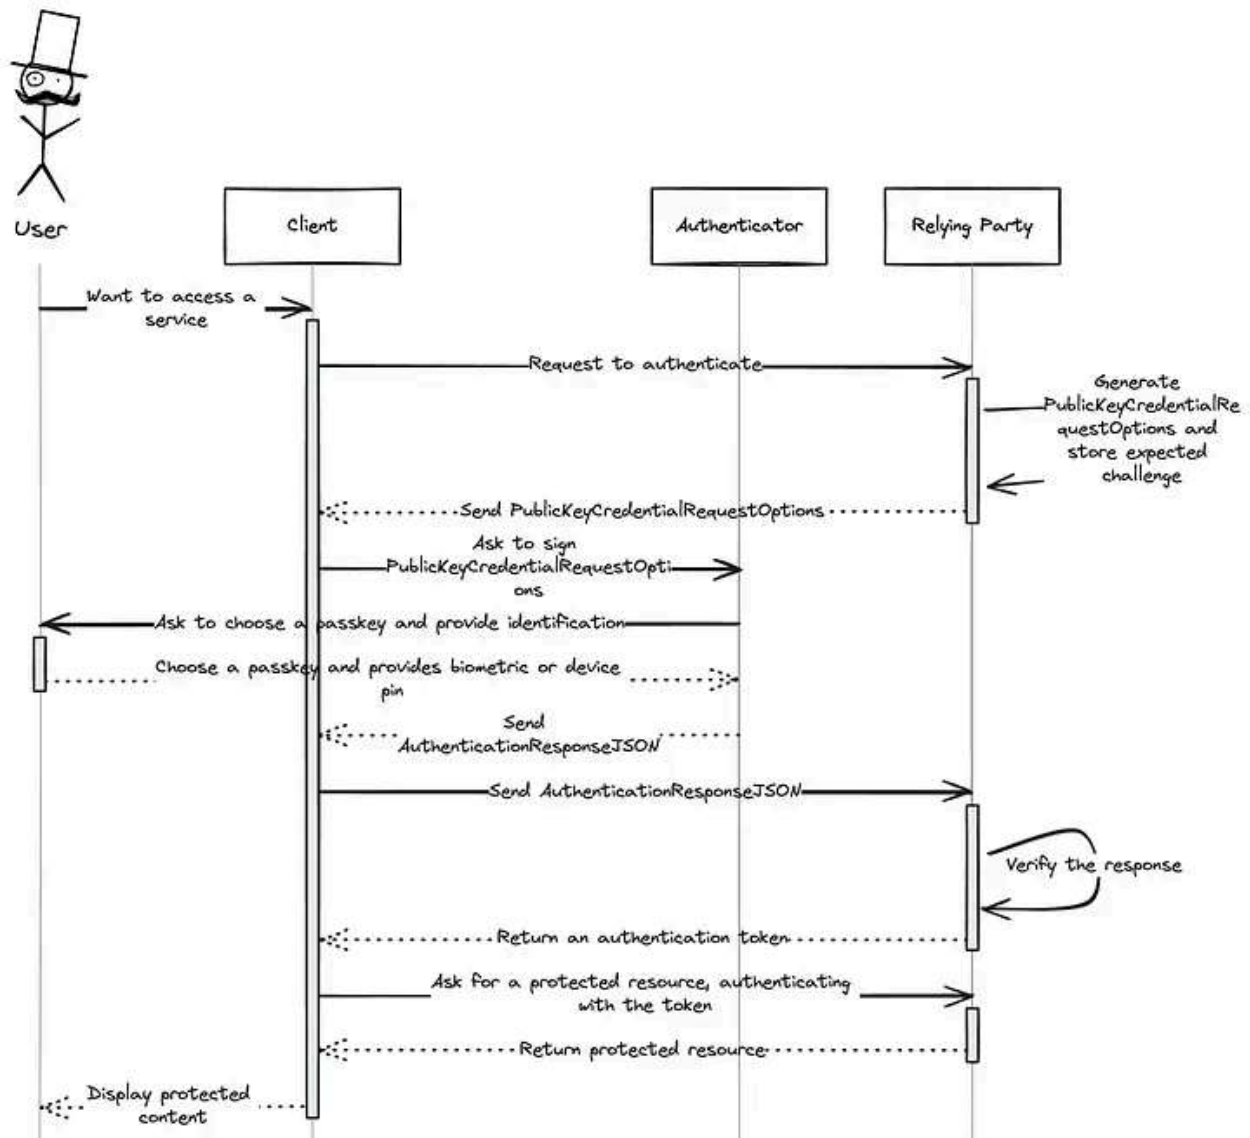 User
Client
Authenticator
Relying Party
Want to access a
service
Request to authenticate
Generate
PublicKeyCredentialRe
questOptions and
store expected
challenge
Send PublicKeyCredentialRequestOptions
Ask to sign
PublicKeyCredentialRequestOpti
ons
Ask to choose a passkey and provide identification
Choose a passkey and provides biometric or device
pin
Send
AuthenticationResponseJSON
Send AuthenticationResponseJSON
Verify the response
Return an authentication token
Ask for a protected resource, authenticating
with the token
Return protected resource
Display protected
content